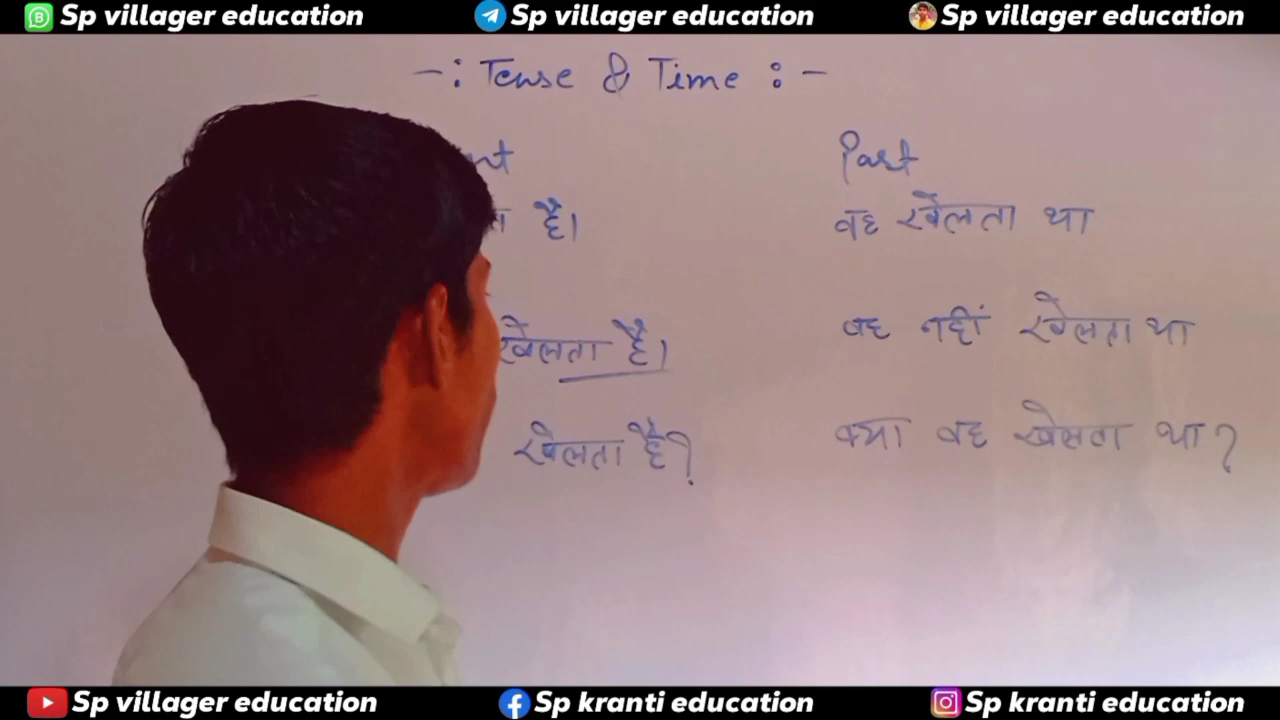 Sp villager education Sp villager education Sp villager education
-: Tense & Time :-
Past
है। वह खेलता था
खेलता है। वह नहीं खेलता था
खेलता है? क्या वह खेलता था?
Sp villager education Sp kranti education Sp kranti education